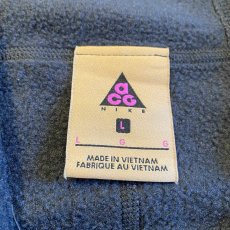 ACG
NIKE
L
L G G
MADE IN VIETNAM
FABRIQUE AU VIETNAM